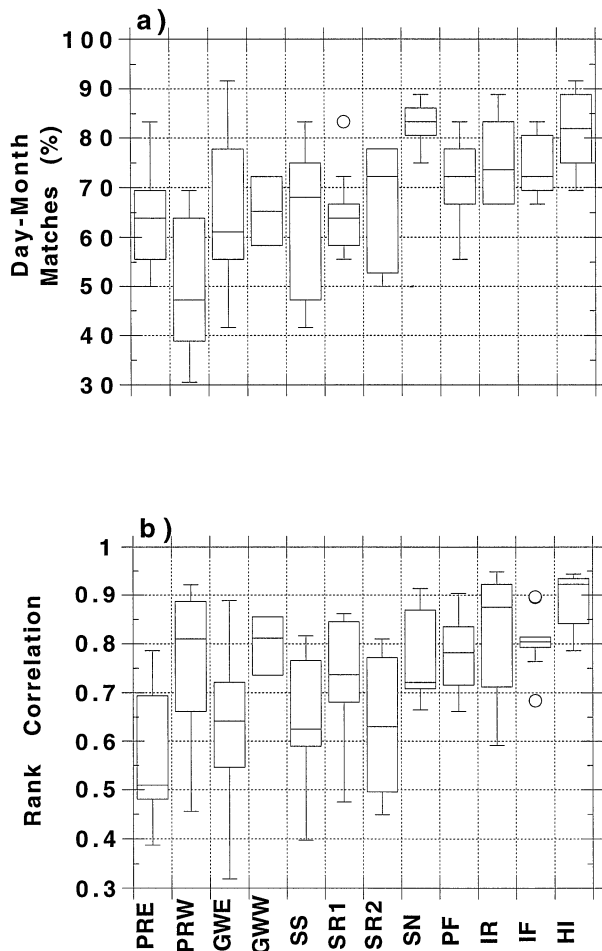 a)
100
90
80
70
60
50
40
30
Day-Month
Matches (%)
b)
1
0.9
0.8
0.7
0.6
0.5
0.4
0.3
Rank Correlation
PRE
PRW
GWE
GWW
SS
SR1
SR2
SN
PF
IR
IF
HI